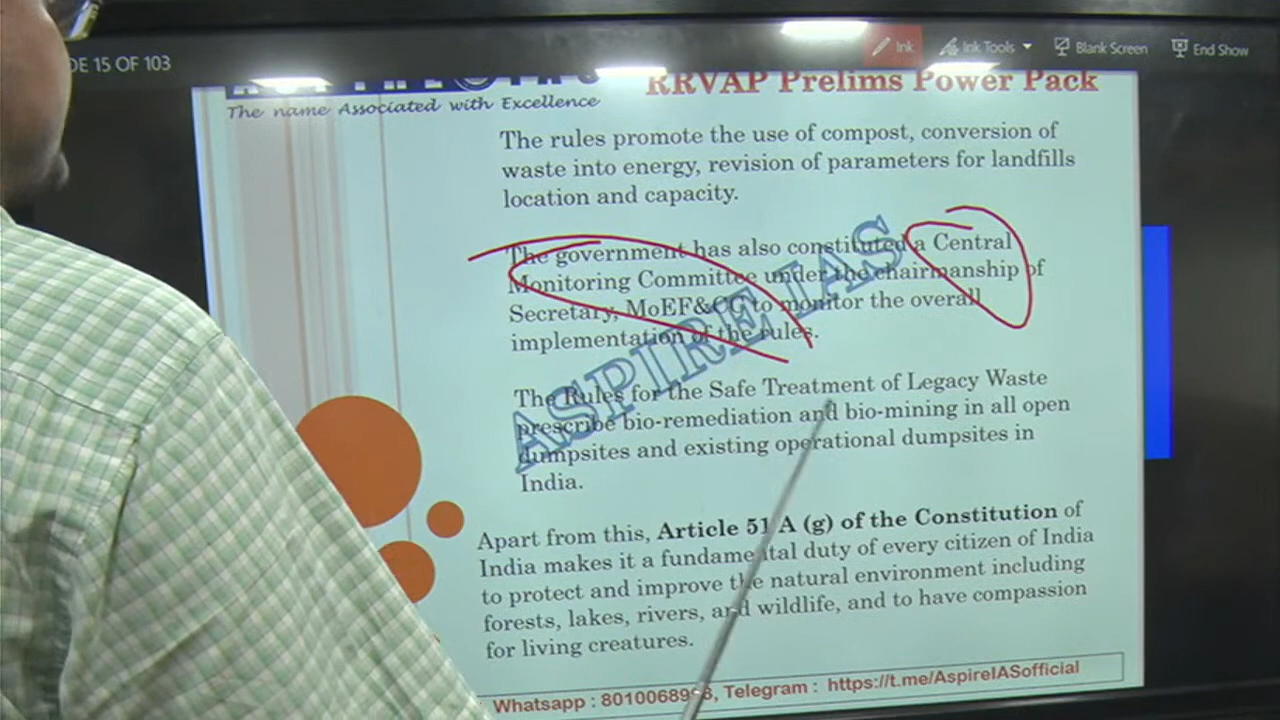 DE 15 OF 103
Ink
Ink Tools
Blank Screen
End Show
The name Associated with Excellence
RRVAP Prelims Power Pack
The rules promote the use of compost, conversion of
waste into energy, revision of parameters for landfills
location and capacity.
The government has also constituted a Central
Monitoring Committee under the chairmanship of
Secretary, MoEF&CC to monitor the overall
implementation of the rules.
ASPIRE IAS
The Rules for the Safe Treatment of Legacy Waste
prescribe bio-remediation and bio-mining in all open
dumpsites and existing operational dumpsites in
India.
Apart from this, Article 51 A (g) of the Constitution of
India makes it a fundamental duty of every citizen of India
to protect and improve the natural environment including
forests, lakes, rivers, and wildlife, and to have compassion
for living creatures.
Whatsapp : 8010068998, Telegram : https://t.me/AspireIASofficial